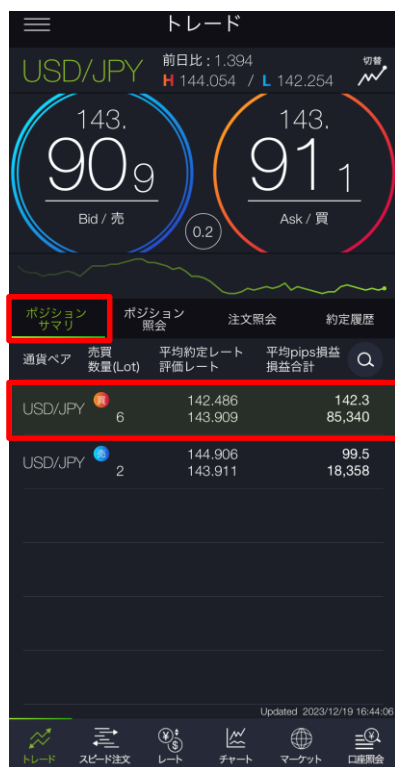 トレード
USD/JPY
前日比：1.394
H 144.054 / L 142.254
切替
143.
909
Bid / 売
0.2
143.
911
Ask / 買
ポジション
サマリ
ポジション
照会
注文照会
約定履歴
通貨ペア
売買
数量(Lot)
平均約定レート
評価レート
平均pips損益
損益合計
USD/JPY 買 6
142.486
143.909
142.3
85,340
USD/JPY 売 2
144.906
143.911
99.5
18,358
Updated 2023/12/19 16:44:06
トレード
スピード注文
レート
チャート
マーケット
口座照会